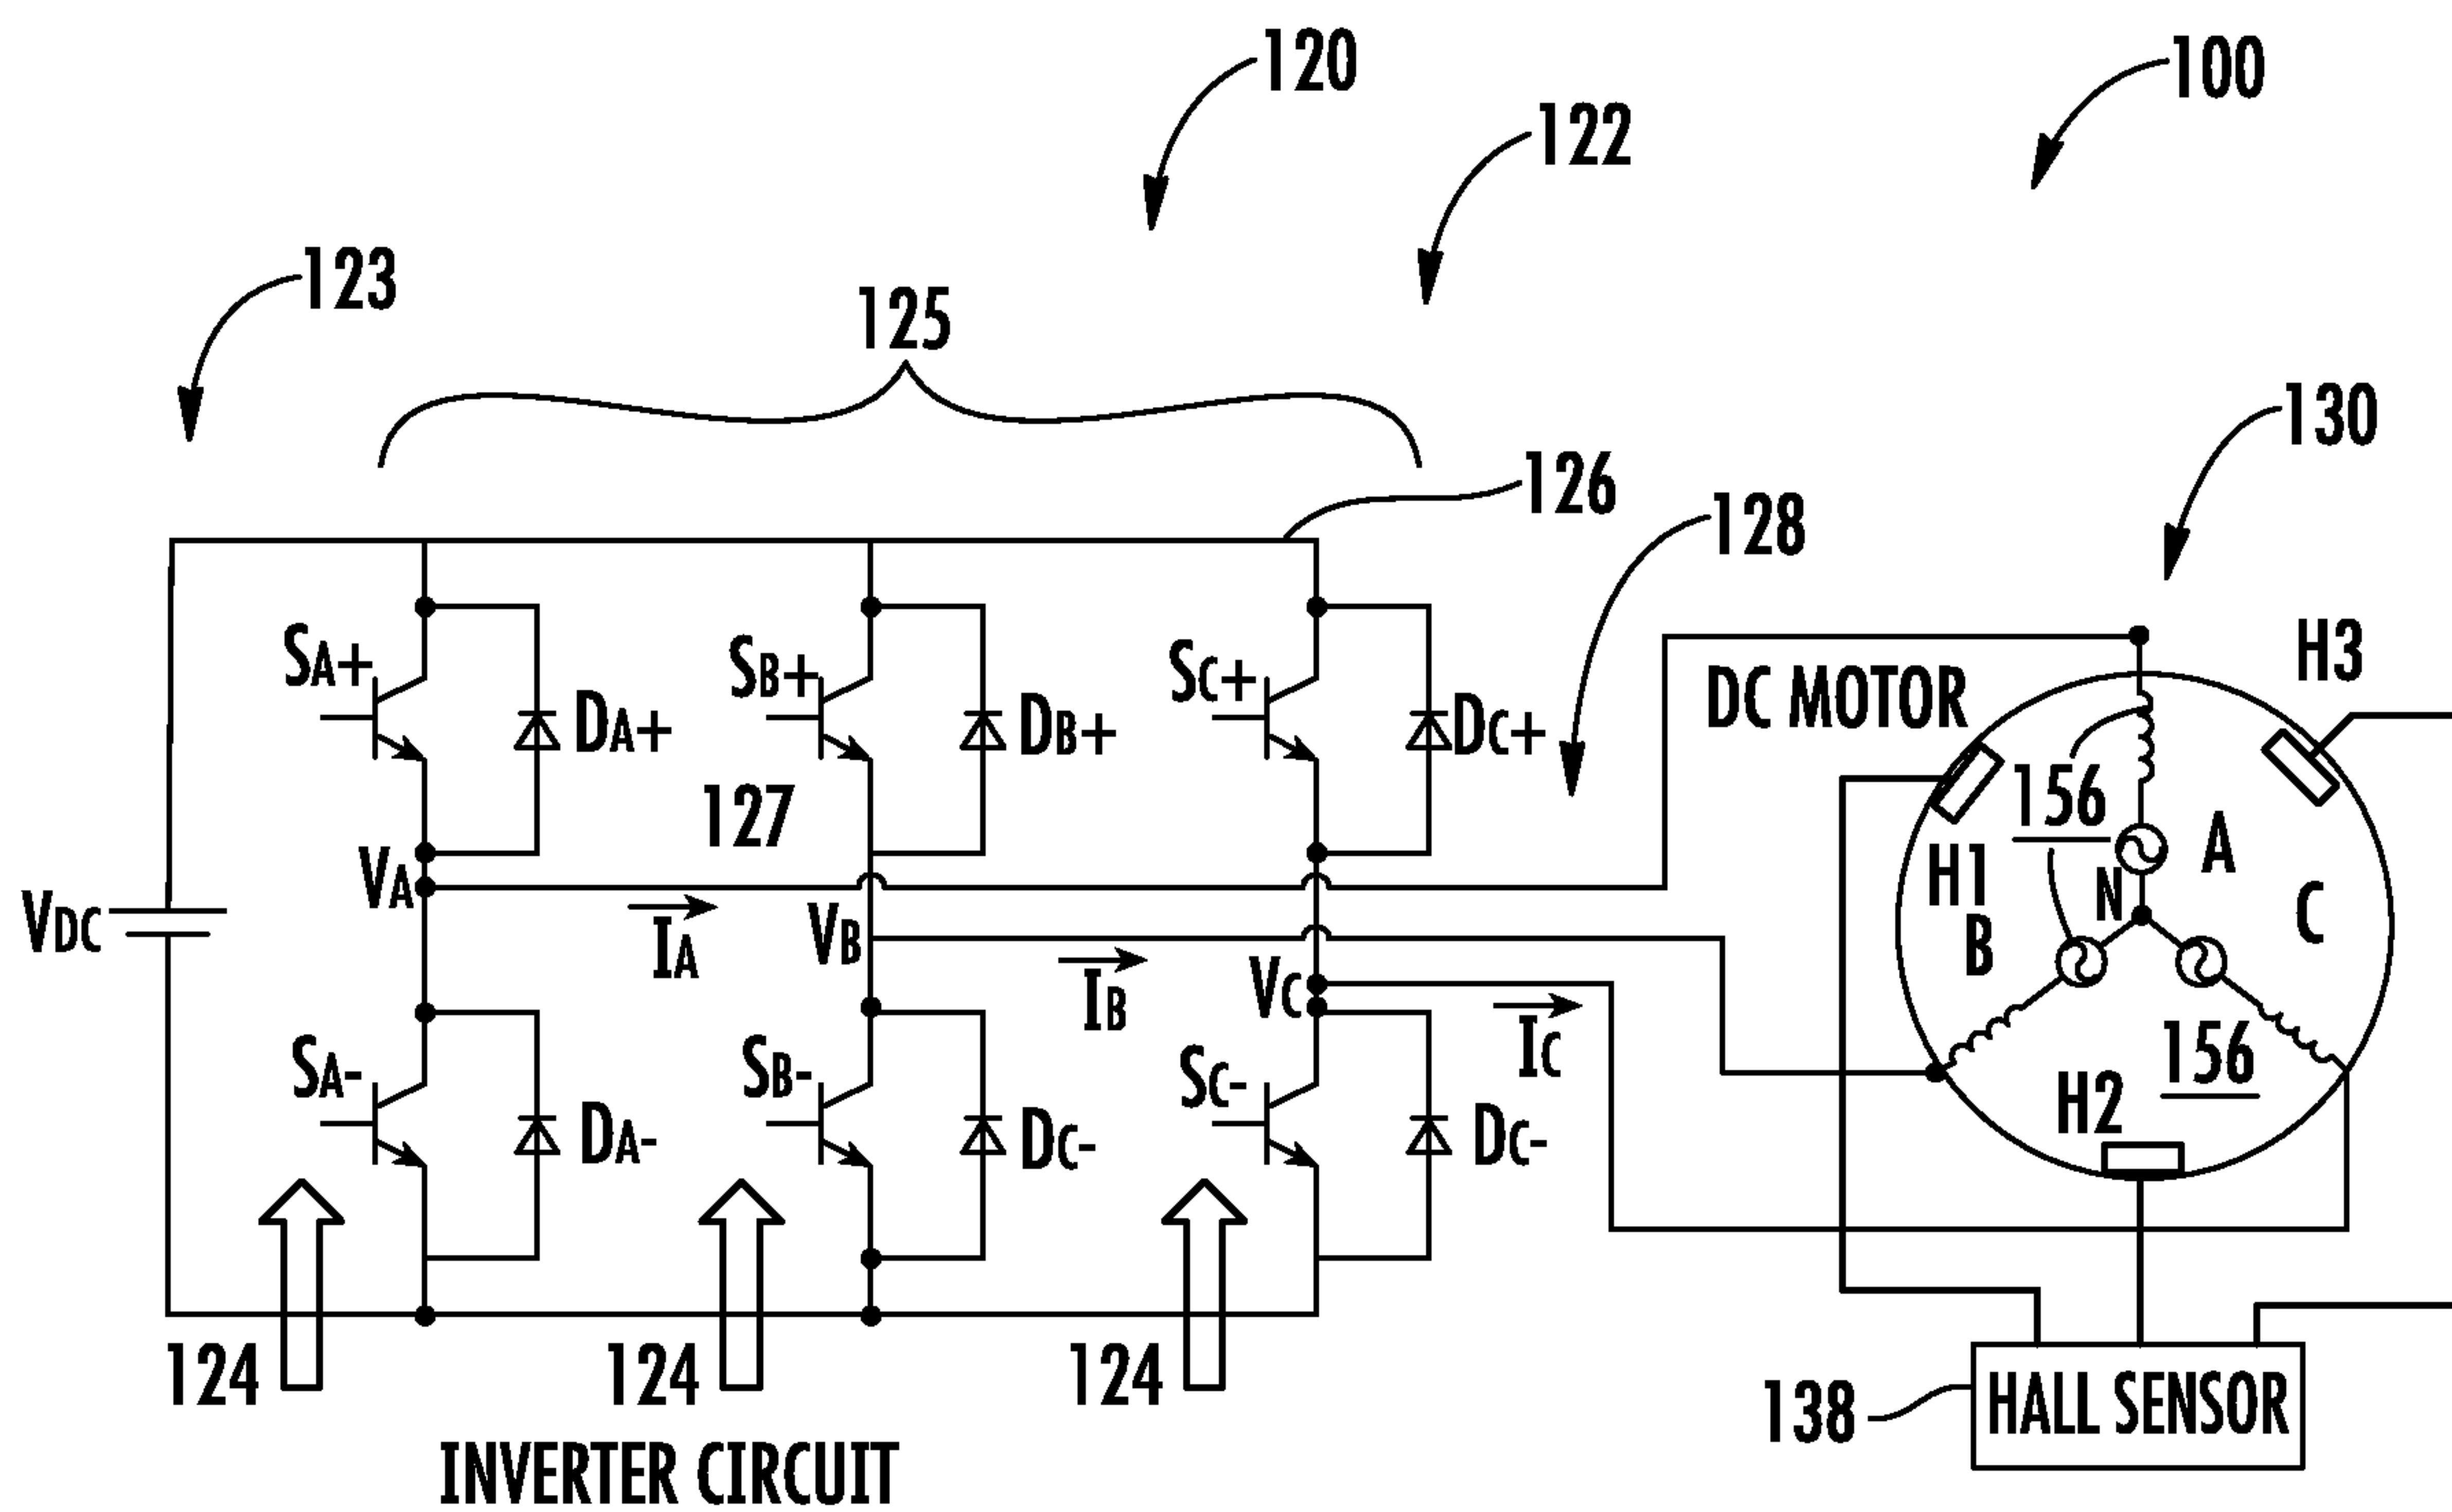 120
100
122
123
125
130
126
128
SA+
SB+
SC+
H3
DC MOTOR
DA+
DB+
DC+
156
127
A
VA
H1
N
C
VDC
IA
VB
B
IB
VC
IC
156
SA-
SB-
SC-
H2
DA-
DC-
DC-
124
124
124
138
HALL SENSOR
INVERTER CIRCUIT